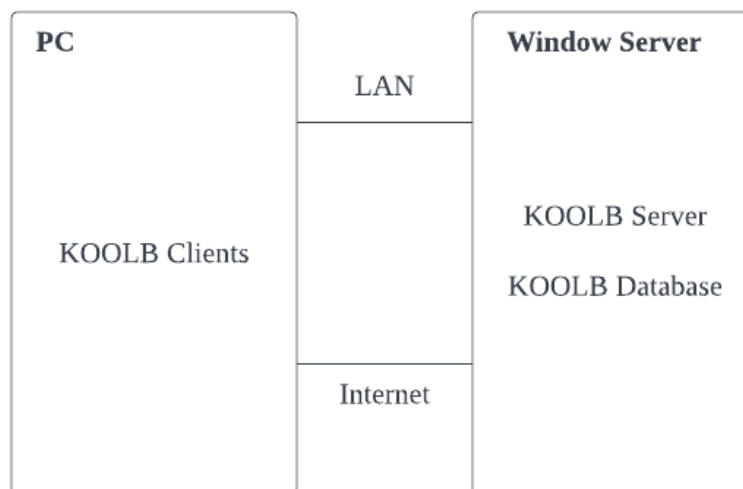 PC
Window Server
LAN
KOOLB Server
KOOLB Clients
KOOLB Database
Internet